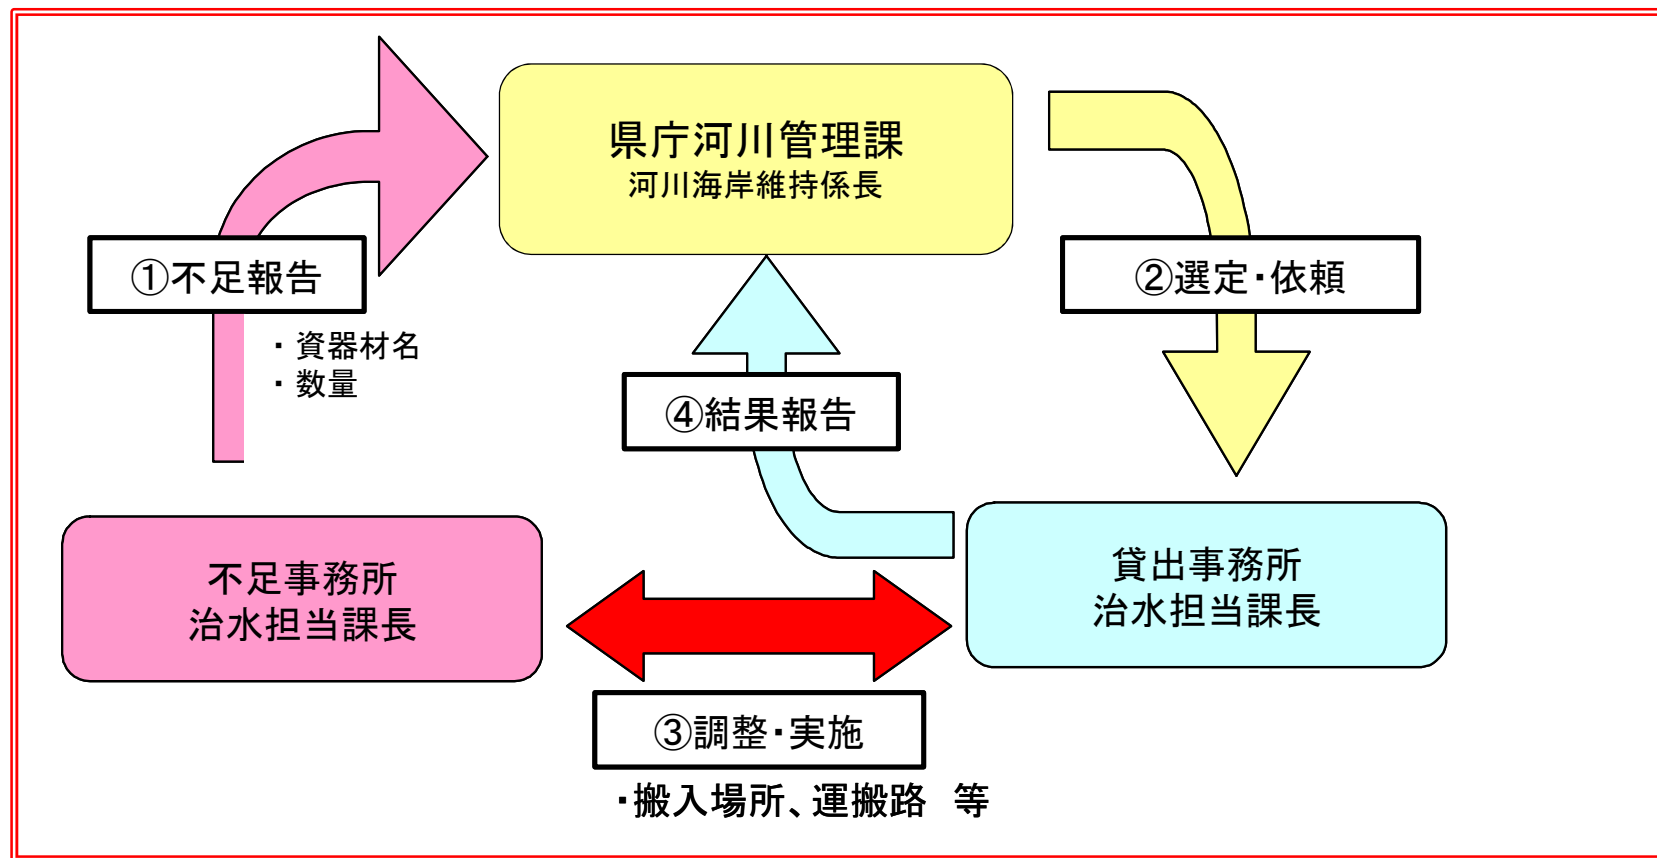 県庁河川管理課
河川海岸維持係長
①不足報告
・資器材名
・数量
②選定・依頼
④結果報告
不足事務所
治水担当課長
貸出事務所
治水担当課長
③調整・実施
・搬入場所、運搬路　等